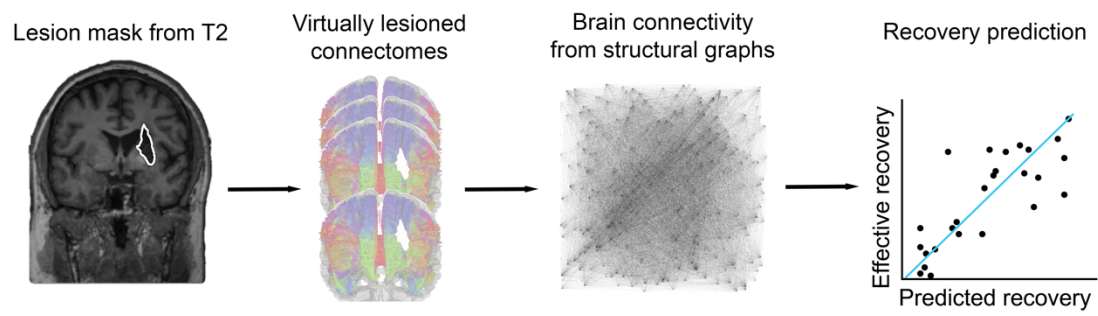 Lesion mask from T2
Virtually lesioned
connectomes
Brain connectivity
from structural graphs
Recovery prediction
Effective recovery
Predicted recovery